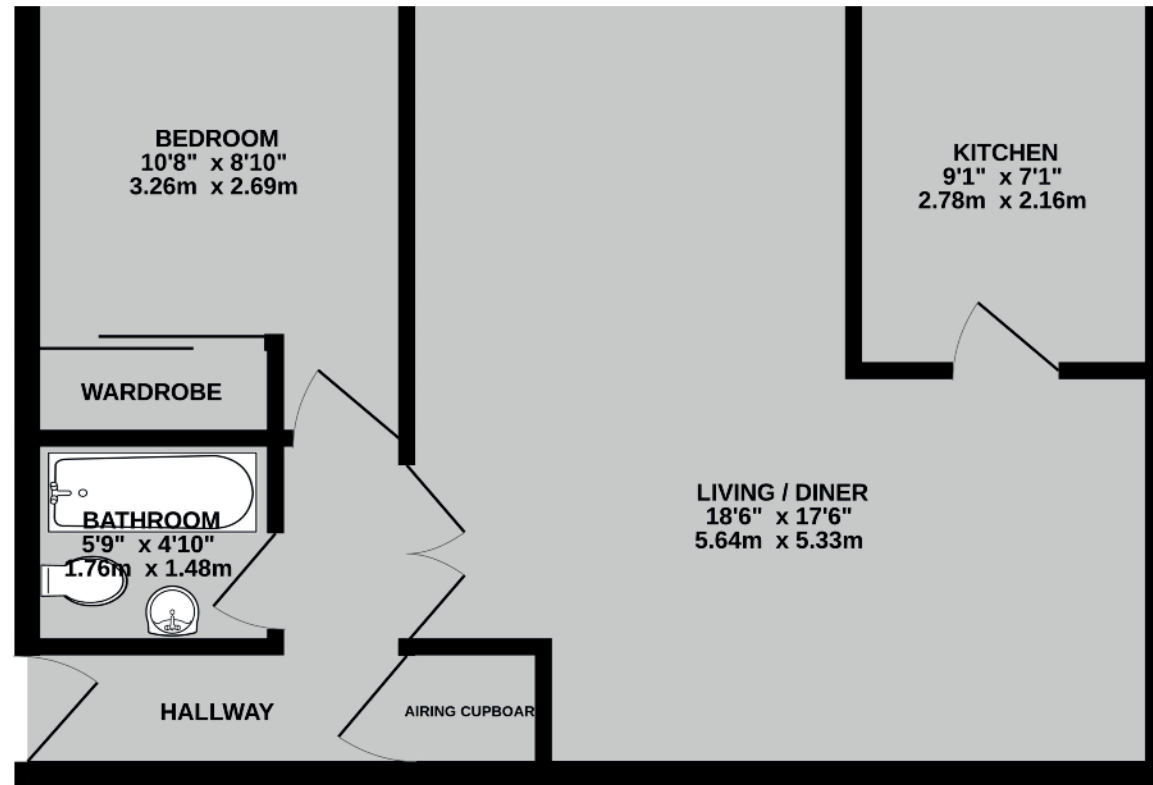 BEDROOM
10'8" x 8'10"
3.26m x 2.69m
KITCHEN
9'1" x 7'1"
2.78m x 2.16m
WARDROBE
LIVING / DINER
18'6" x 17'6"
5.64m x 5.33m
BATHROOM
5'9" x 4'10"
1.76m x 1.48m
HALLWAY
AIRING CUPBOAR